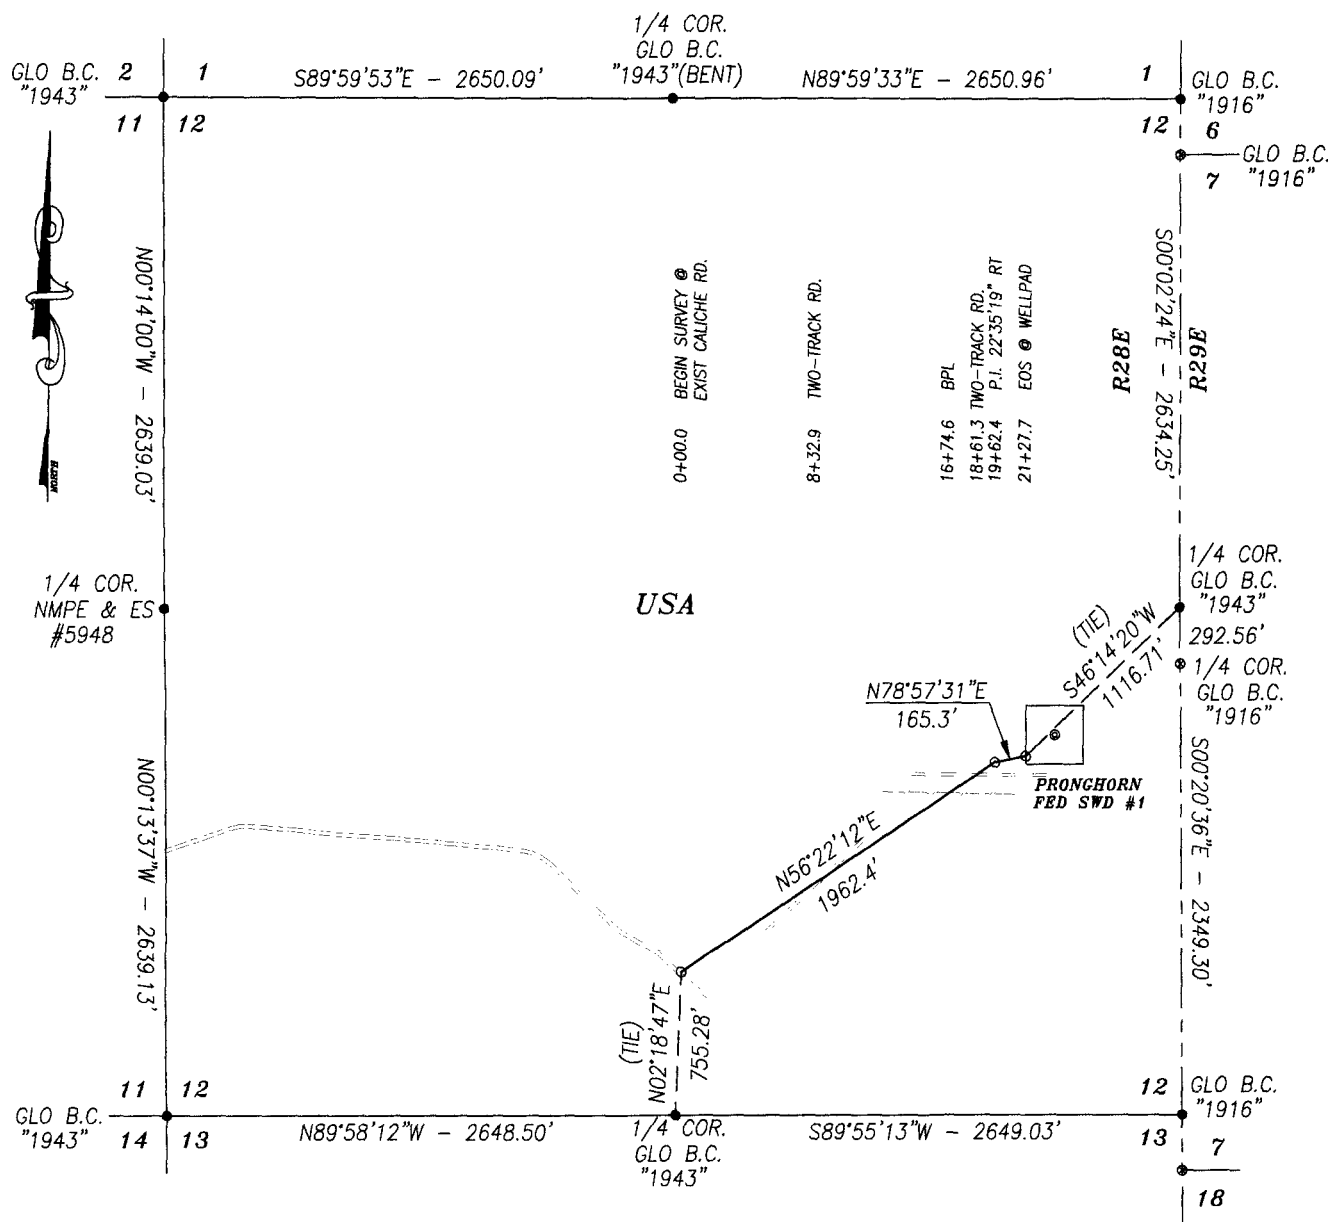 1/4 COR.
GLO B.C.
"1943"(BENT)
GLO B.C.
"1943"
2
1
S89°59'53"E - 2650.09'
N89°59'33"E - 2650.96'
1
GLO B.C.
"1916"
11
12
12
6
7
GLO B.C.
"1916"
NORTH
N00°14'00"W - 2639.03'
0+00.0 BEGIN SURVEY @
EXIST CALICHE RD.
8+32.9 TWO-TRACK RD.
16+74.6 BPL
18+61.3 TWO-TRACK RD.
19+62.4 P.I. 22°35'19" RT
21+27.7 EOS @ WELLPAD
R28E
S00°02'24"E - 2634.25'
R29E
1/4 COR.
NMPE & ES
#5948
USA
1/4 COR.
GLO B.C.
"1943"
292.56'
1/4 COR.
GLO B.C.
"1916"
(TIE)
S46°14'20"W
1116.71'
N78°57'31"E
165.3'
PRONGHORN
FED SWD #1
N56°22'12"E
1962.4'
N00°13'37"W - 2639.13'
S00°20'36"E - 2349.30'
(TIE)
N02°18'47"E
755.28'
11
12
12
GLO B.C.
"1916"
GLO B.C.
"1943"
14
13
N89°58'12"W - 2648.50'
1/4 COR.
GLO B.C.
"1943"
S89°55'13"W - 2649.03'
13
7
18